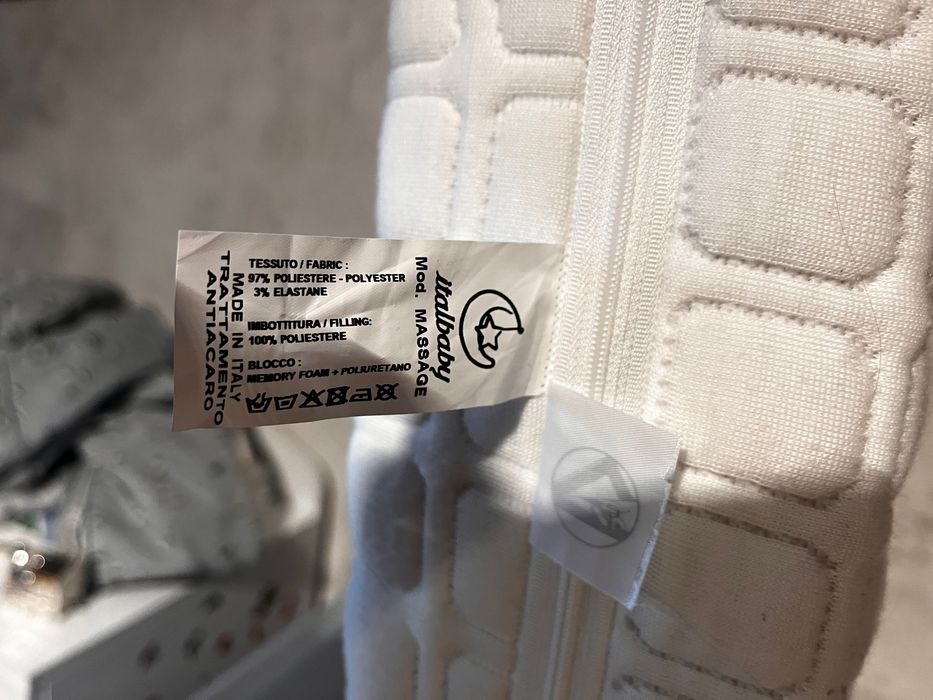 italbaby
Mod. MASSAGE
TESSUTO / FABRIC :
97% POLIESTERE - POLYESTER
3% ELASTANE
IMBOTTITURA / FILLING:
100% POLIESTERE
BLOCCO :
MEMORY FOAM + POLIURETANO
MADE IN ITALY
TRATTAMENTO
ANTIACARO